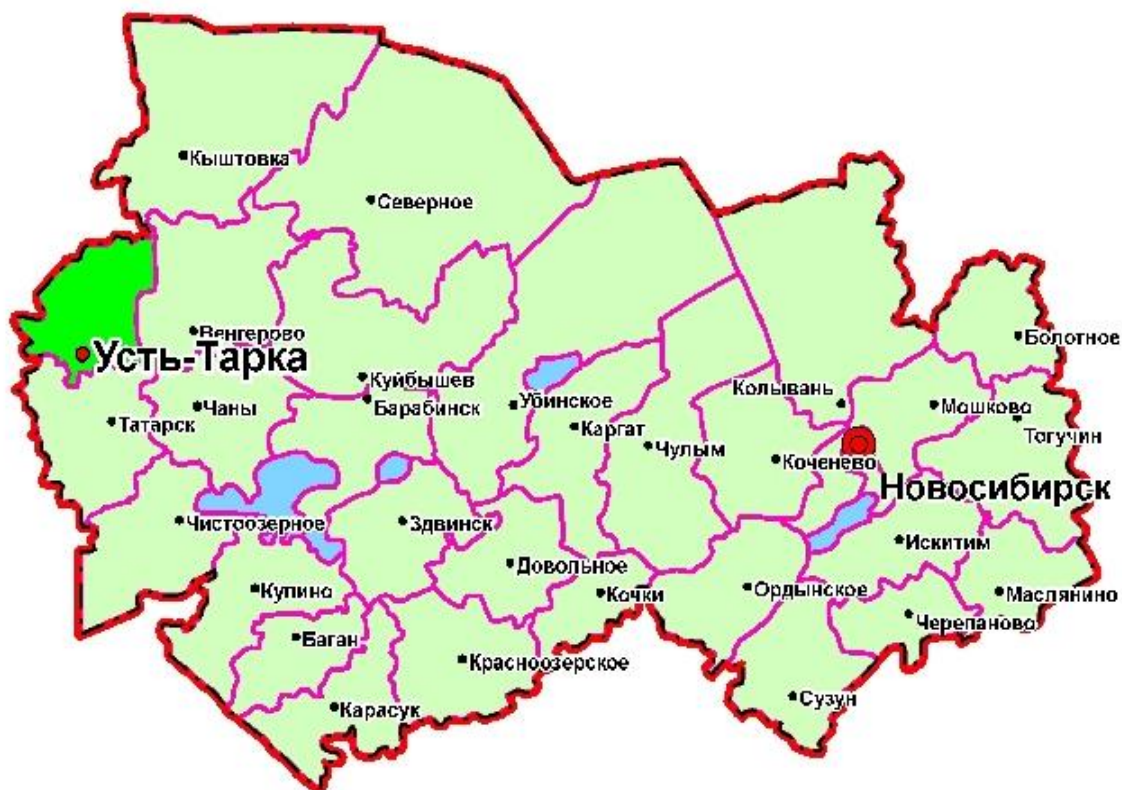 Кыштовка
Северное
Венгерово
Усть-Тарка
Болотное
Куйбышев
Барабинск
Убинское
Колывань
Мошково
Чаны
Татарск
Каргат
Чулым
Коченево
Тогучин
Новосибирск
Чистоозерное
Здвинск
Искитим
Довольное
Купино
Кочки
Ордынское
Маслянино
Черепаново
Баган
Красноозерское
Сузун
Карасук